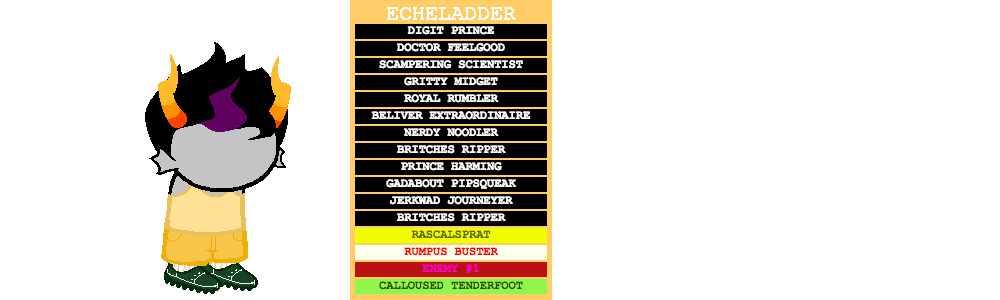 ECHELADDER
DIGIT PRINCE
DOCTOR FEELGOOD
SCAMPERING SCIENTIST
GRITTY MIDGET
ROYAL RUMBLER
BELIVER EXTRAORDINAIRE
NERDY NOODLER
BRITCHES RIPPER
PRINCE HARMING
GADABOUT PIPSQUEAK
JERKWAD JOURNEYER
BRITCHES RIPPER
RASCALSPRAT
RUMPUS BUSTER
ENEMY #1
CALLOUSED TENDERFOOT